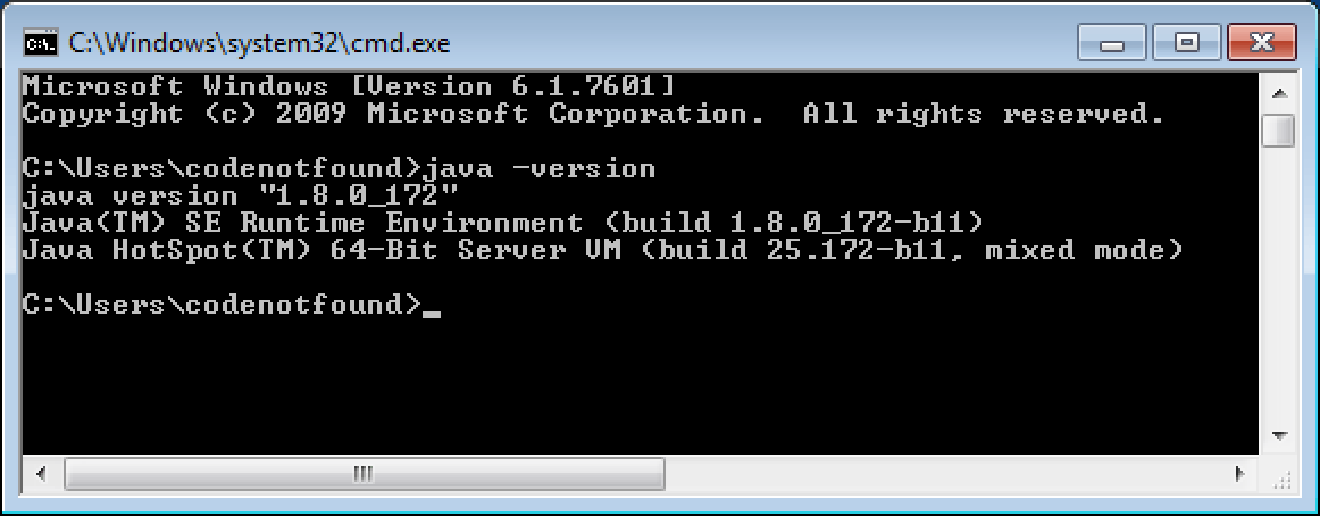 C:\Windows\system32\cmd.exe
Microsoft Windows [Version 6.1.7601]
Copyright (c) 2009 Microsoft Corporation.  All rights reserved.
C:\Users\codenotfound>java -version
java version "1.8.0_172"
Java(TM) SE Runtime Environment (build 1.8.0_172-b11)
Java HotSpot(TM) 64-Bit Server VM (build 25.172-b11, mixed mode)
C:\Users\codenotfound>_